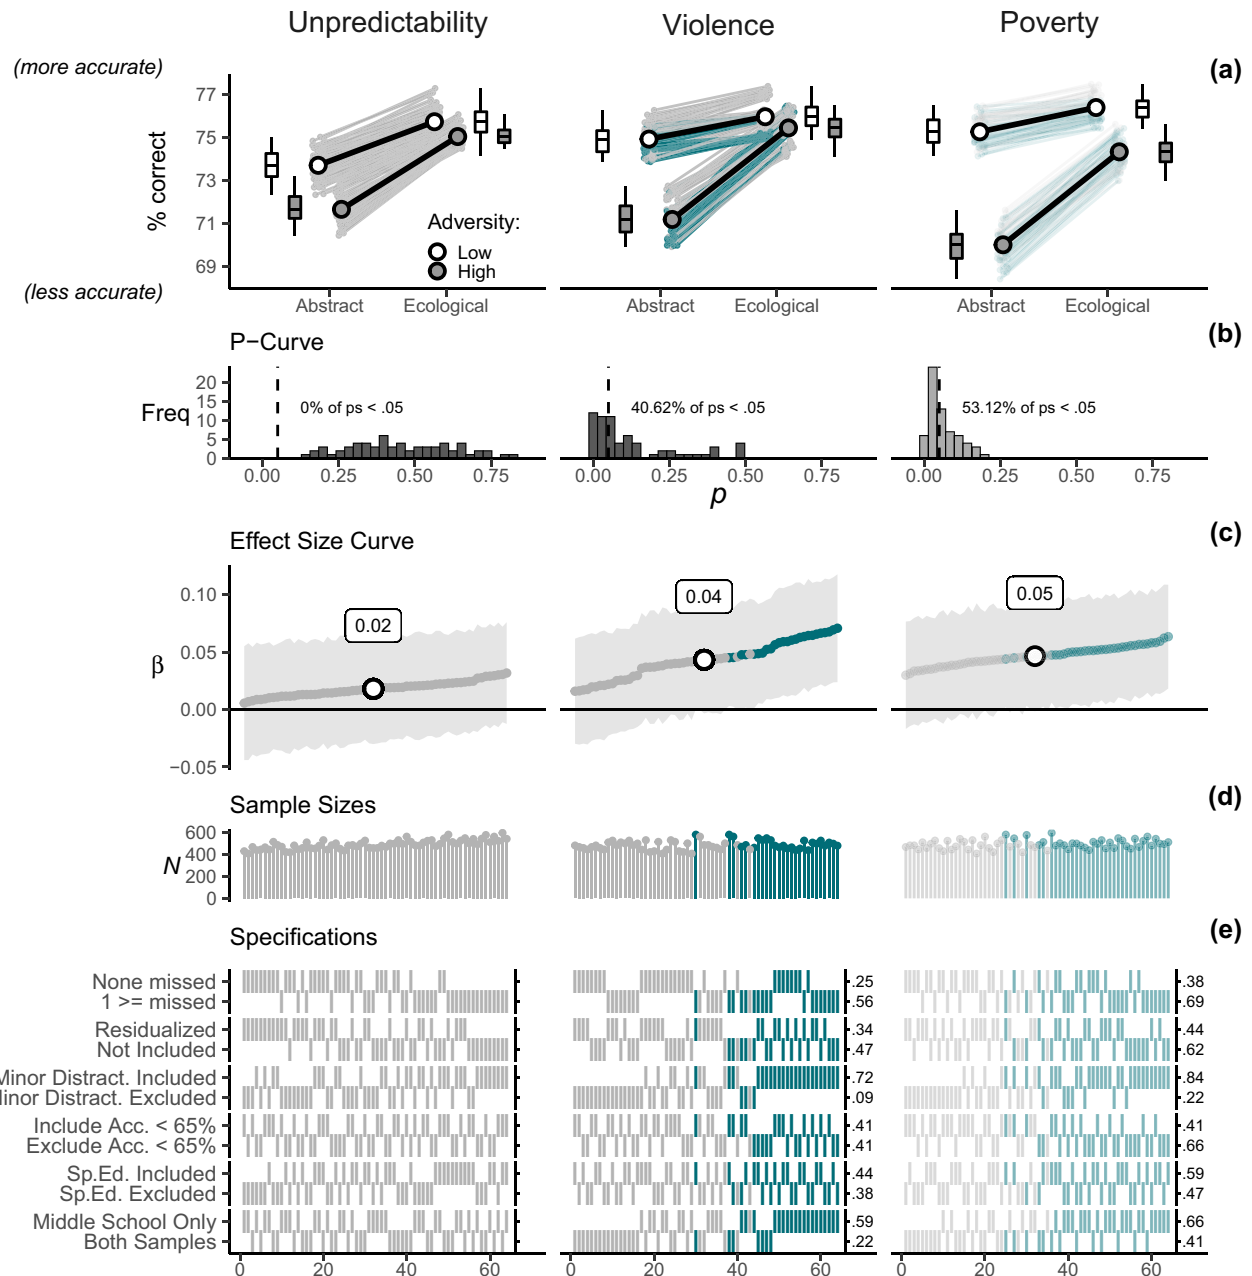 Unpredictability Violence Poverty
(more accurate) (a)
77
75
73
71
69
% correct
Adversity:
Low
High
(less accurate)
Abstract Ecological Abstract Ecological Abstract Ecological
(b)
P−Curve
20
15
10
5
0
Freq
0% of ps < .05 40.62% of ps < .05 53.12% of ps < .05
0.00 0.25 0.50 0.75 0.00 0.25 0.50 0.75 0.00 0.25 0.50 0.75
p
(c)
Effect Size Curve
0.10
0.05
0.00
−0.05
β
0.02 0.04 0.05
(d)
Sample Sizes
600
400
200
0
N
(e)
Specifications
None missed .25 .38
1 >= missed .56 .69
Residualized .34 .44
Not Included .47 .62
Minor Distract. Included .72 .84
Minor Distract. Excluded .09 .22
Include Acc. < 65% .41 .41
Exclude Acc. < 65% .41 .66
Sp.Ed. Included .44 .59
Sp.Ed. Excluded .38 .47
Middle School Only .59 .66
Both Samples .22 .41
0 20 40 60 0 20 40 60 0 20 40 60